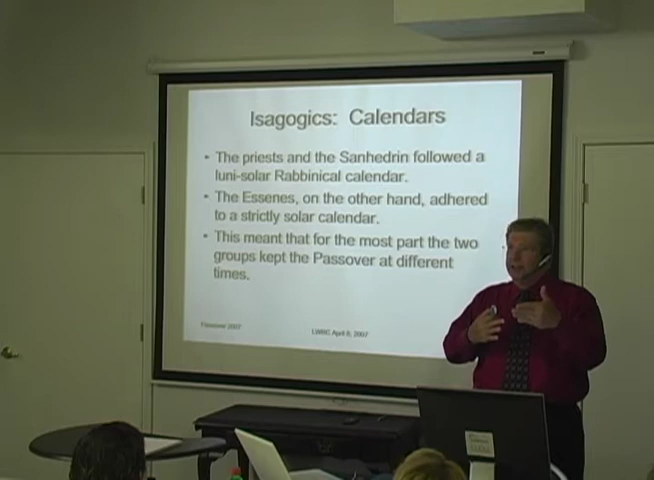 Isagogics: Calendars
• The priests and the Sanhedrin followed a
luni-solar Rabbinical calendar.
• The Essenes, on the other hand, adhered
to a strictly solar calendar.
• This meant that for the most part the two
groups kept the Passover at different
times.
Passover 2007
LWBC April 6, 2007